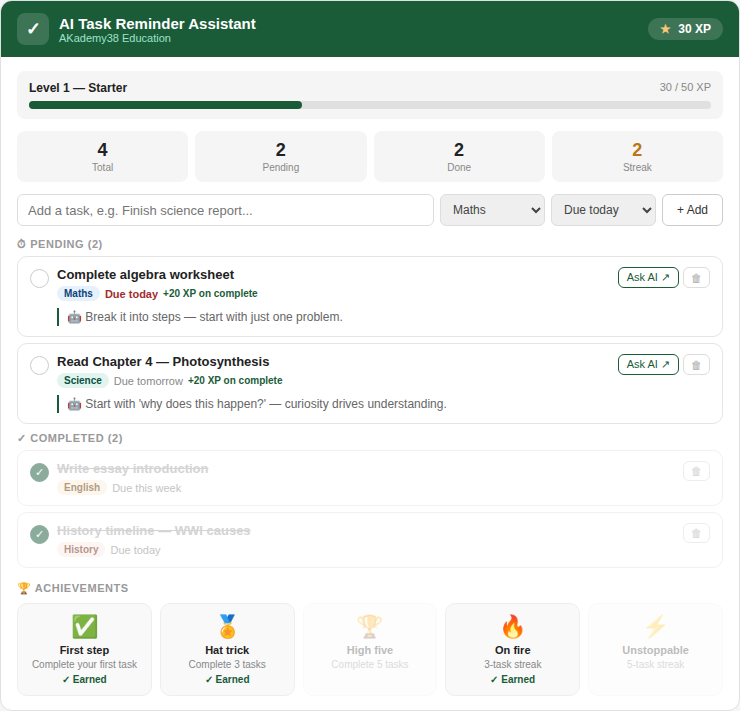 ✓ AI Task Reminder Assistant
AKademy38 Education
★ 30 XP
Level 1 — Starter
30 / 50 XP
4
Total
2
Pending
2
Done
2
Streak
Add a task, e.g. Finish science report...
Maths
Due today
+ Add
⏱ PENDING (2)
Complete algebra worksheet
Maths Due today +20 XP on complete
🤖 Break it into steps — start with just one problem.
Ask AI ↗ 🗑
Read Chapter 4 — Photosynthesis
Science Due tomorrow +20 XP on complete
🤖 Start with 'why does this happen?' — curiosity drives understanding.
Ask AI ↗ 🗑
✓ COMPLETED (2)
✓ Write essay introduction
English Due this week
🗑
✓ History timeline — WWI causes
History Due today
🗑
🏆 ACHIEVEMENTS
✅
First step
Complete your first task
✓ Earned
🏅
Hat trick
Complete 3 tasks
✓ Earned
🏆
High five
Complete 5 tasks
🔥
On fire
3-task streak
✓ Earned
⚡
Unstoppable
5-task streak